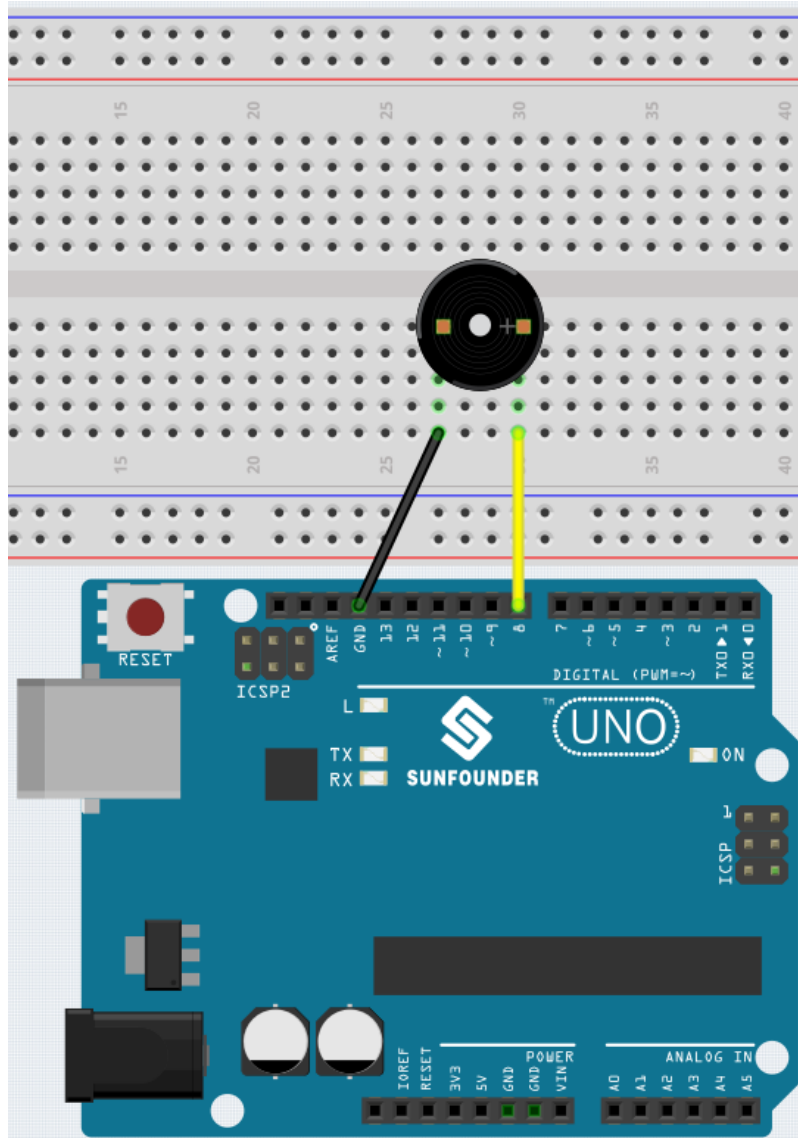 15 20 25 30 35 40
+
15 20 25 30 35 40
RESET
AREF GND 13 12 ~11 ~10 ~9 8 7 ~6 ~5 4 ~3 2 TX0▶1 RX0◀0
ICSP2
DIGITAL (PWM=~)
L
TX
RX
SUNFOUNDER
™
UNO
ON
1
ICSP
POWER
ANALOG IN
IOREF RESET 3V3 5V GND GND VIN A0 A1 A2 A3 A4 A5